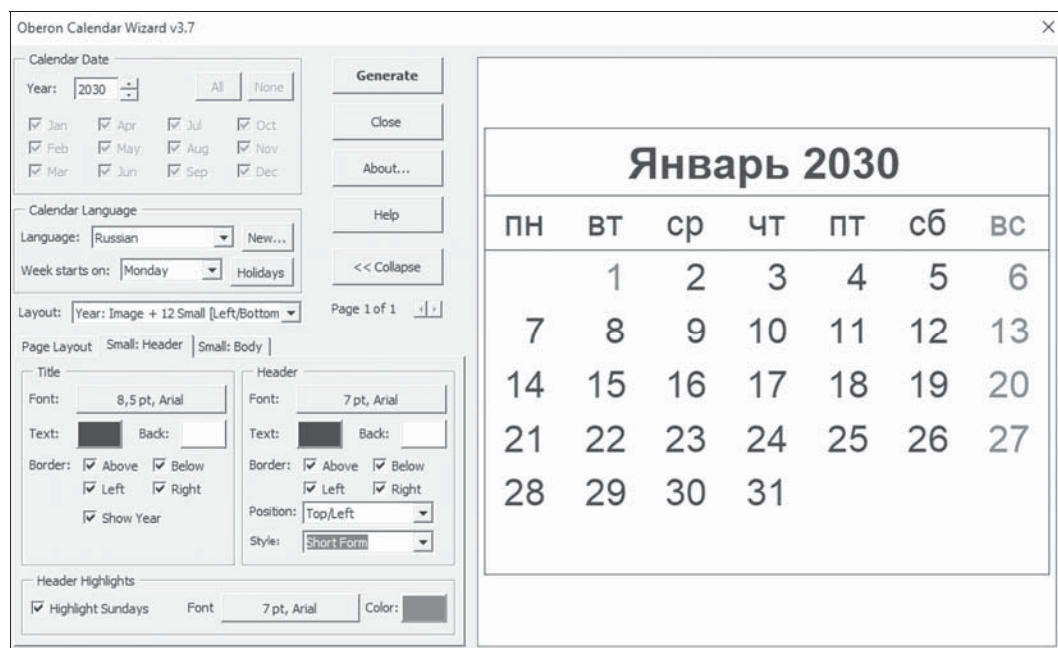 Oberon Calendar Wizard v3.7
Calendar Date
Year: 2030 All None
Jan Apr Jul Oct
Feb May Aug Nov
Mar Jun Sep Dec
Calendar Language
Language: Russian New...
Week starts on: Monday Holidays
Layout: Year: Image + 12 Small [Left/Bottom
Generate
Close
About...
Help
<< Collapse
Page 1 of 1
Page Layout Small: Header Small: Body
Title
Font: 8,5 pt, Arial
Text: Back:
Border: Above Below
Left Right
Show Year
Header
Font: 7 pt, Arial
Text: Back:
Border: Above Below
Left Right
Position: Top/Left
Style: Short Form
Header Highlights
Highlight Sundays Font 7 pt, Arial Color:
Январь 2030
пн вт ср чт пт сб вс
1 2 3 4 5 6
7 8 9 10 11 12 13
14 15 16 17 18 19 20
21 22 23 24 25 26 27
28 29 30 31